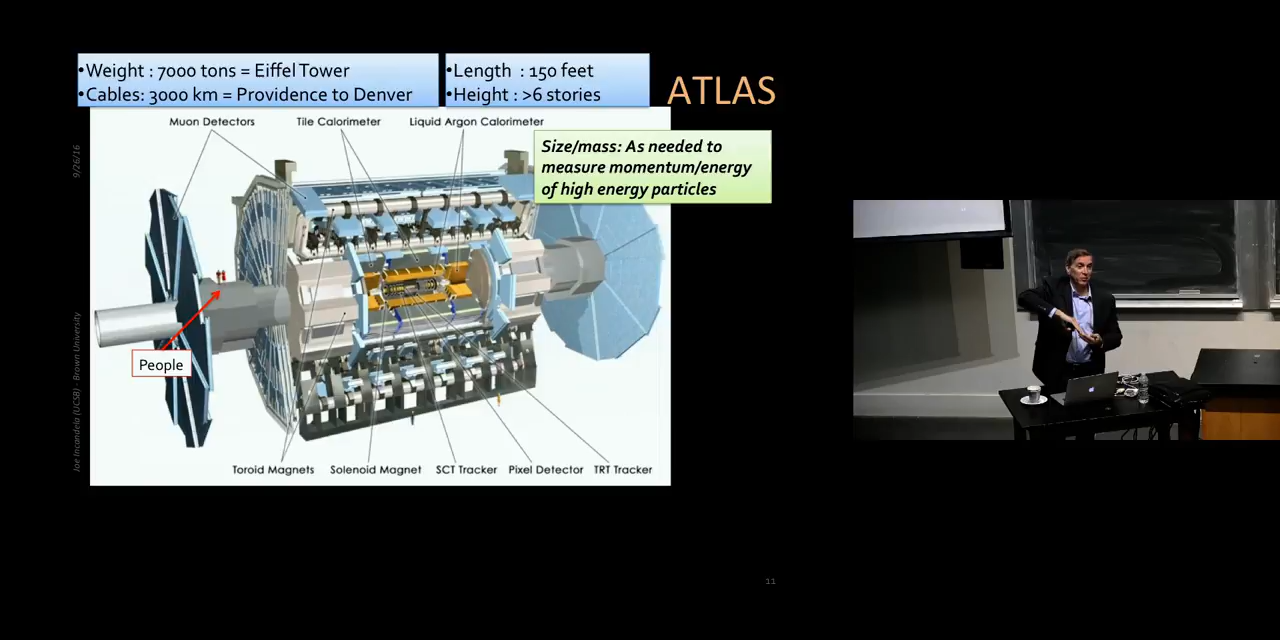 •Weight : 7000 tons = Eiffel Tower
•Cables: 3000 km = Providence to Denver
•Length : 150 feet
•Height : >6 stories
ATLAS
Muon Detectors
Tile Calorimeter
Liquid Argon Calorimeter
Size/mass: As needed to
measure momentum/energy
of high energy particles
9/26/16
People
Joe Incandela (UCSB) - Brown University
Toroid Magnets
Solenoid Magnet
SCT Tracker
Pixel Detector
TRT Tracker
11